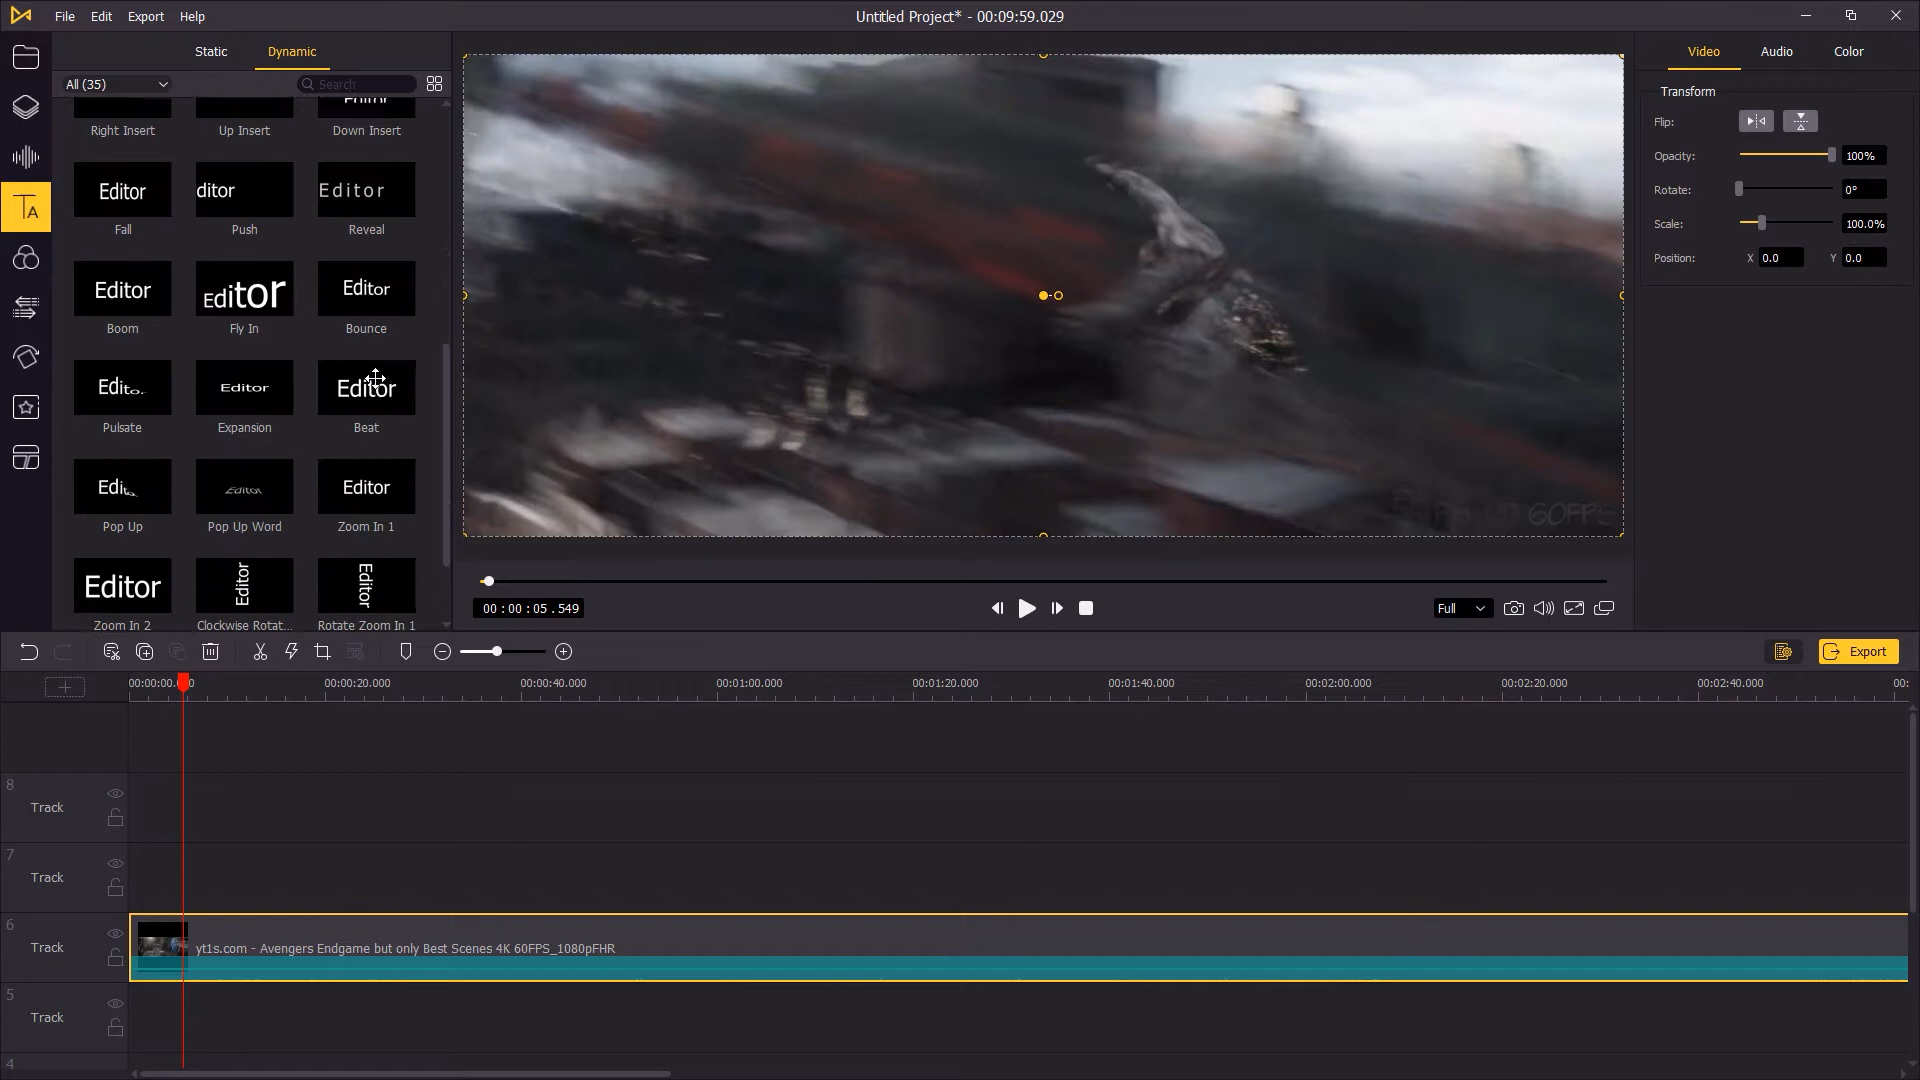 File Edit Export Help
Untitled Project* - 00:09:59.029
Static Dynamic
Video Audio Color
All (35)
Search
Transform
Flip:
Opacity: 100%
Rotate: 0°
Scale: 100.0%
Position: X 0.0 Y 0.0
Right Insert Up Insert Down Insert
Editor ditor Editor
Fall Push Reveal
Editor Editor Editor
Boom Fly In Bounce
Edito. Editor Editor
Pulsate Expansion Beat
Editor Editor
Pop Up Pop Up Word Zoom In 1
Editor Editor Editor
Zoom In 2 Clockwise Rotat... Rotate Zoom In 1
60FPS
00:00:05.549
Full
Export
00:00:20.000 00:00:40.000 00:01:00.000 00:01:20.000 00:01:40.000 00:02:00.000 00:02:20.000 00:02:40.000 00:
8
Track
7
Track
6
Track
yt1s.com - Avengers Endgame but only Best Scenes 4K 60FPS_1080pFHR
5
Track
4